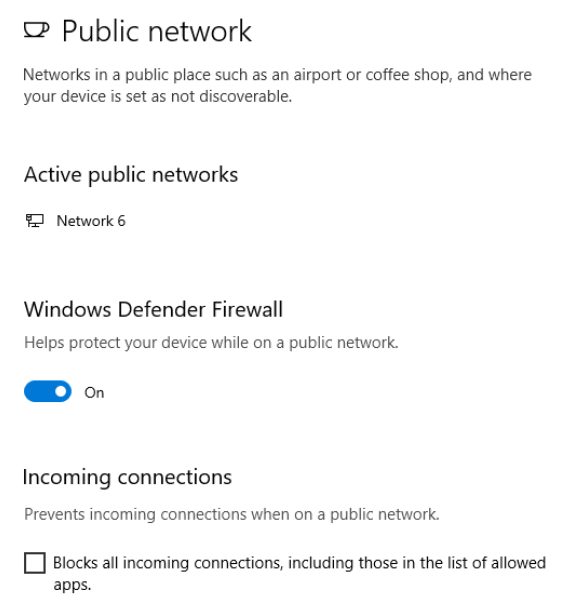 Public network
Networks in a public place such as an airport or coffee shop, and where
your device is set as not discoverable.
Active public networks
Network 6
Windows Defender Firewall
Helps protect your device while on a public network.
On
Incoming connections
Prevents incoming connections when on a public network.
Blocks all incoming connections, including those in the list of allowed
apps.